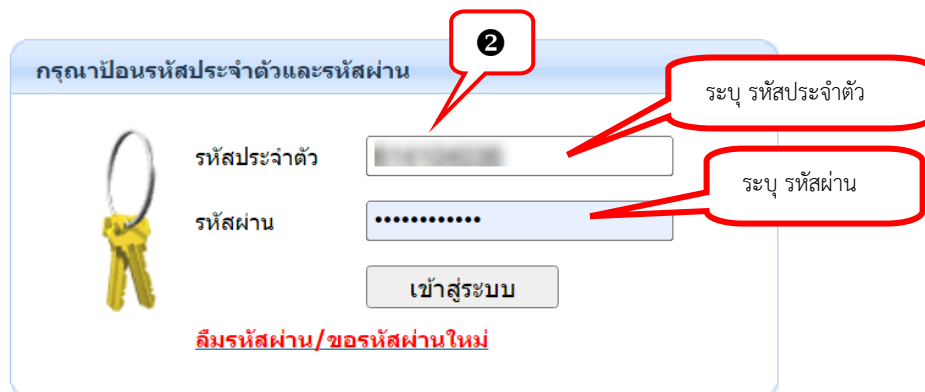 ❷
กรุณาป้อนรหัสประจำตัวและรหัสผ่าน
ระบุ รหัสประจำตัว
รหัสประจำตัว
ระบุ รหัสผ่าน
รหัสผ่าน ••••••••••••
เข้าสู่ระบบ
ลืมรหัสผ่าน/ขอรหัสผ่านใหม่